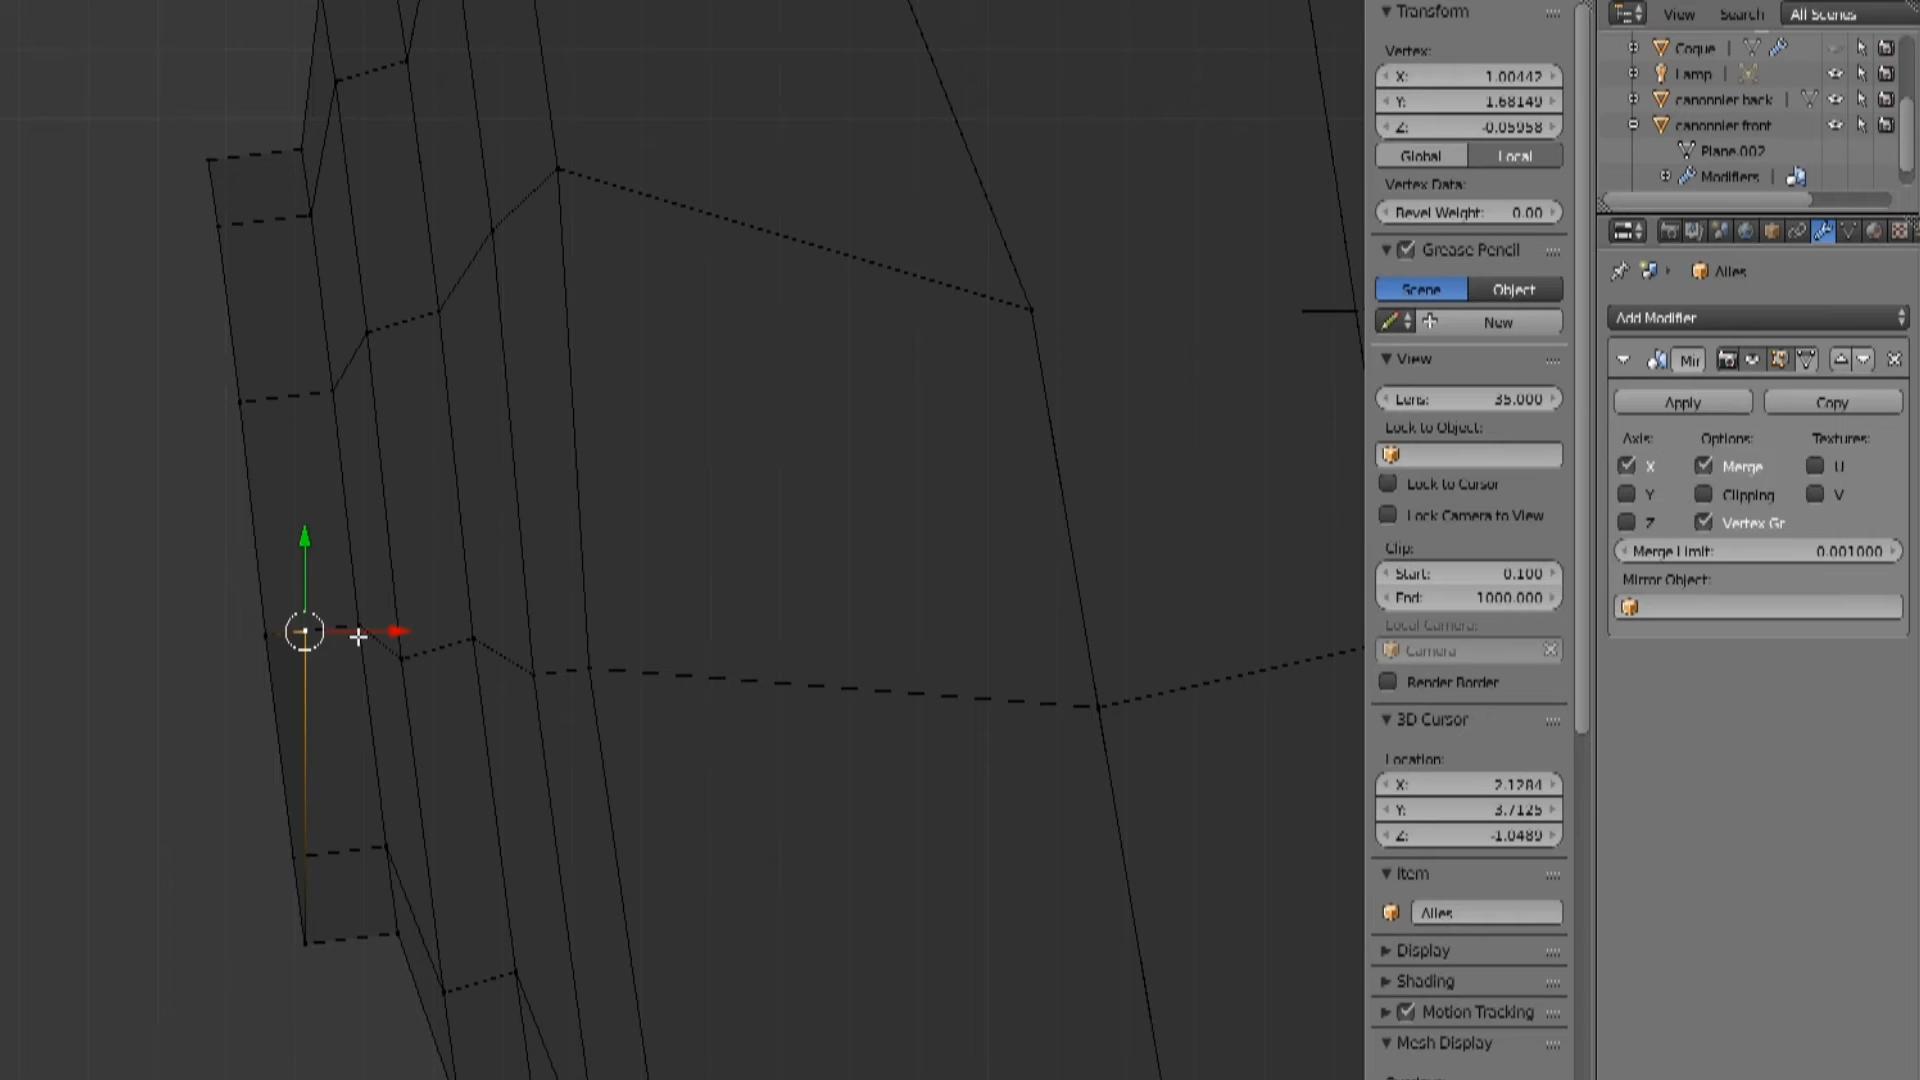 Transform
Vertex:
X: 1.00442
Y: 1.68149
Z: -0.05958
Global Local
Vertex Data:
Bevel Weight: 0.00
Grease Pencil
Scene Object
New
View
Lens: 35.000
Lock to Object:
Lock to Cursor
Lock Camera to View
Clip:
Start: 0.100
End: 1000.000
Local Camera:
Camera
Render Border
3D Cursor
Location:
X: 2.1284
Y: 3.7125
Z: -1.0489
Item
Ailes
Display
Shading
Motion Tracking
Mesh Display
View Search All Scenes
Coque
Lamp
canonnier back
canonnier front
Plane.002
Modifiers
Ailes
Add Modifier
Mir
Apply Copy
Axis: Options: Textures:
X Merge U
Y Clipping V
Z Vertex Gr
Merge Limit: 0.001000
Mirror Object: